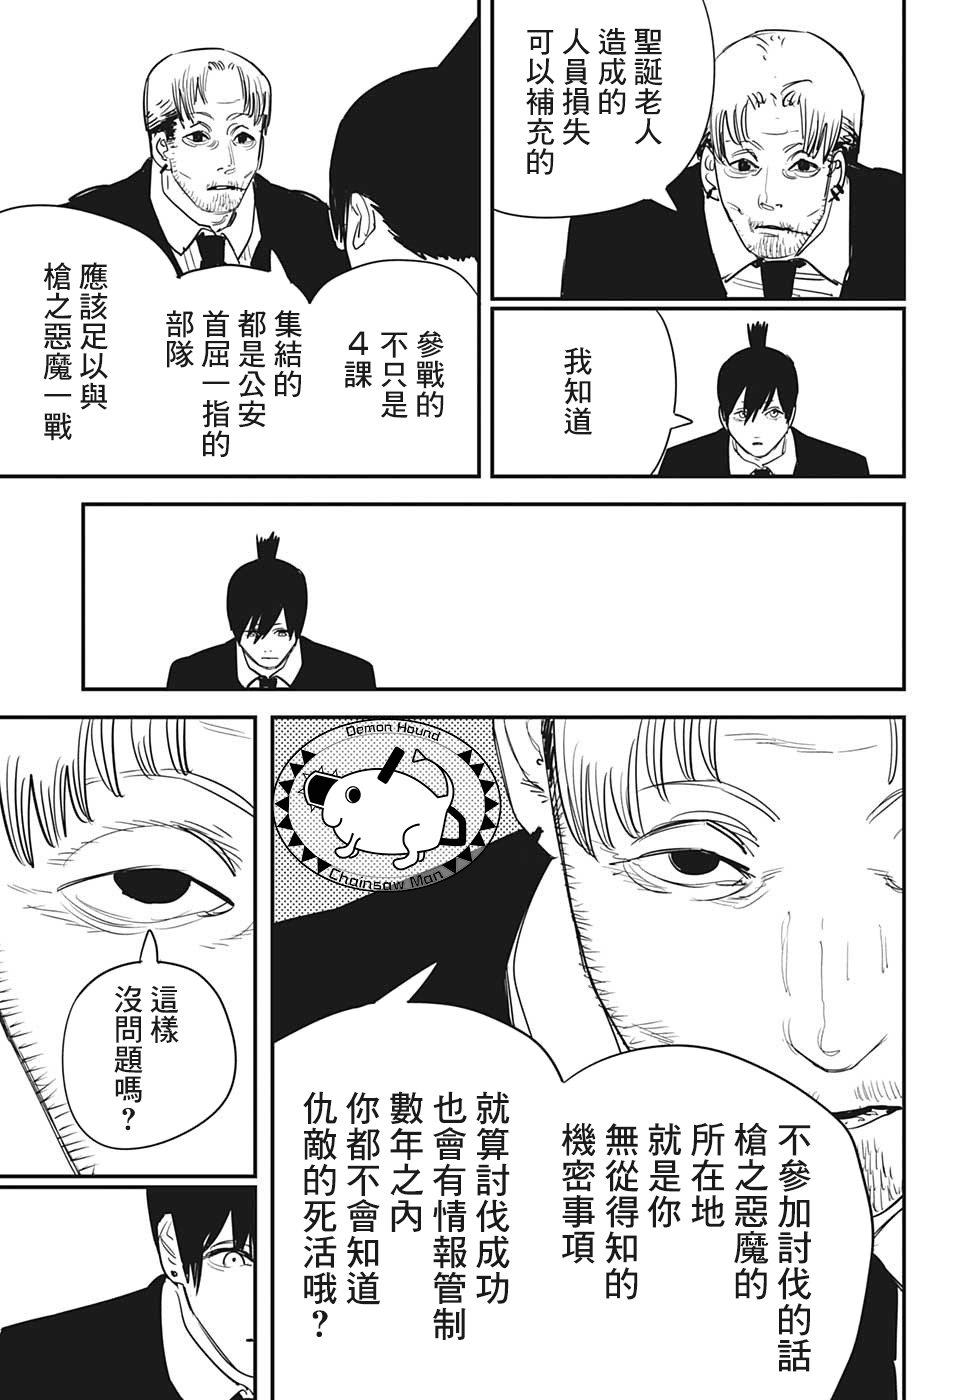 聖誕老人
造成的
人員損失
可以補充的
參戰的
不只是
4課
集結的
都是公安
首屈一指的
部隊
應該足以與
槍之惡魔一戰
我知道
Demon Hound
Chainsaw Man
不參加討伐的話
槍之惡魔的
所在地
就是你
無從得知的
機密事項
就算討伐成功
也會有情報管制
數年之內
你都不會知道
仇敵的死活哦?
這樣
沒問題嗎?